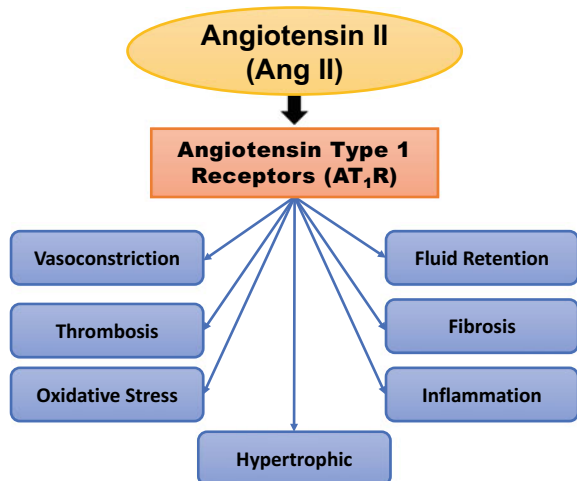 Angiotensin II
(Ang II)
Angiotensin Type 1
Receptors (AT₁R)
Vasoconstriction
Fluid Retention
Thrombosis
Fibrosis
Oxidative Stress
Inflammation
Hypertrophic